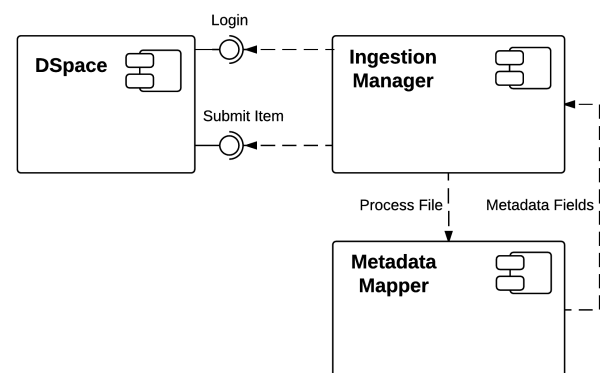 Login
DSpace
Ingestion
Manager
Submit Item
Process File
Metadata Fields
Metadata
Mapper